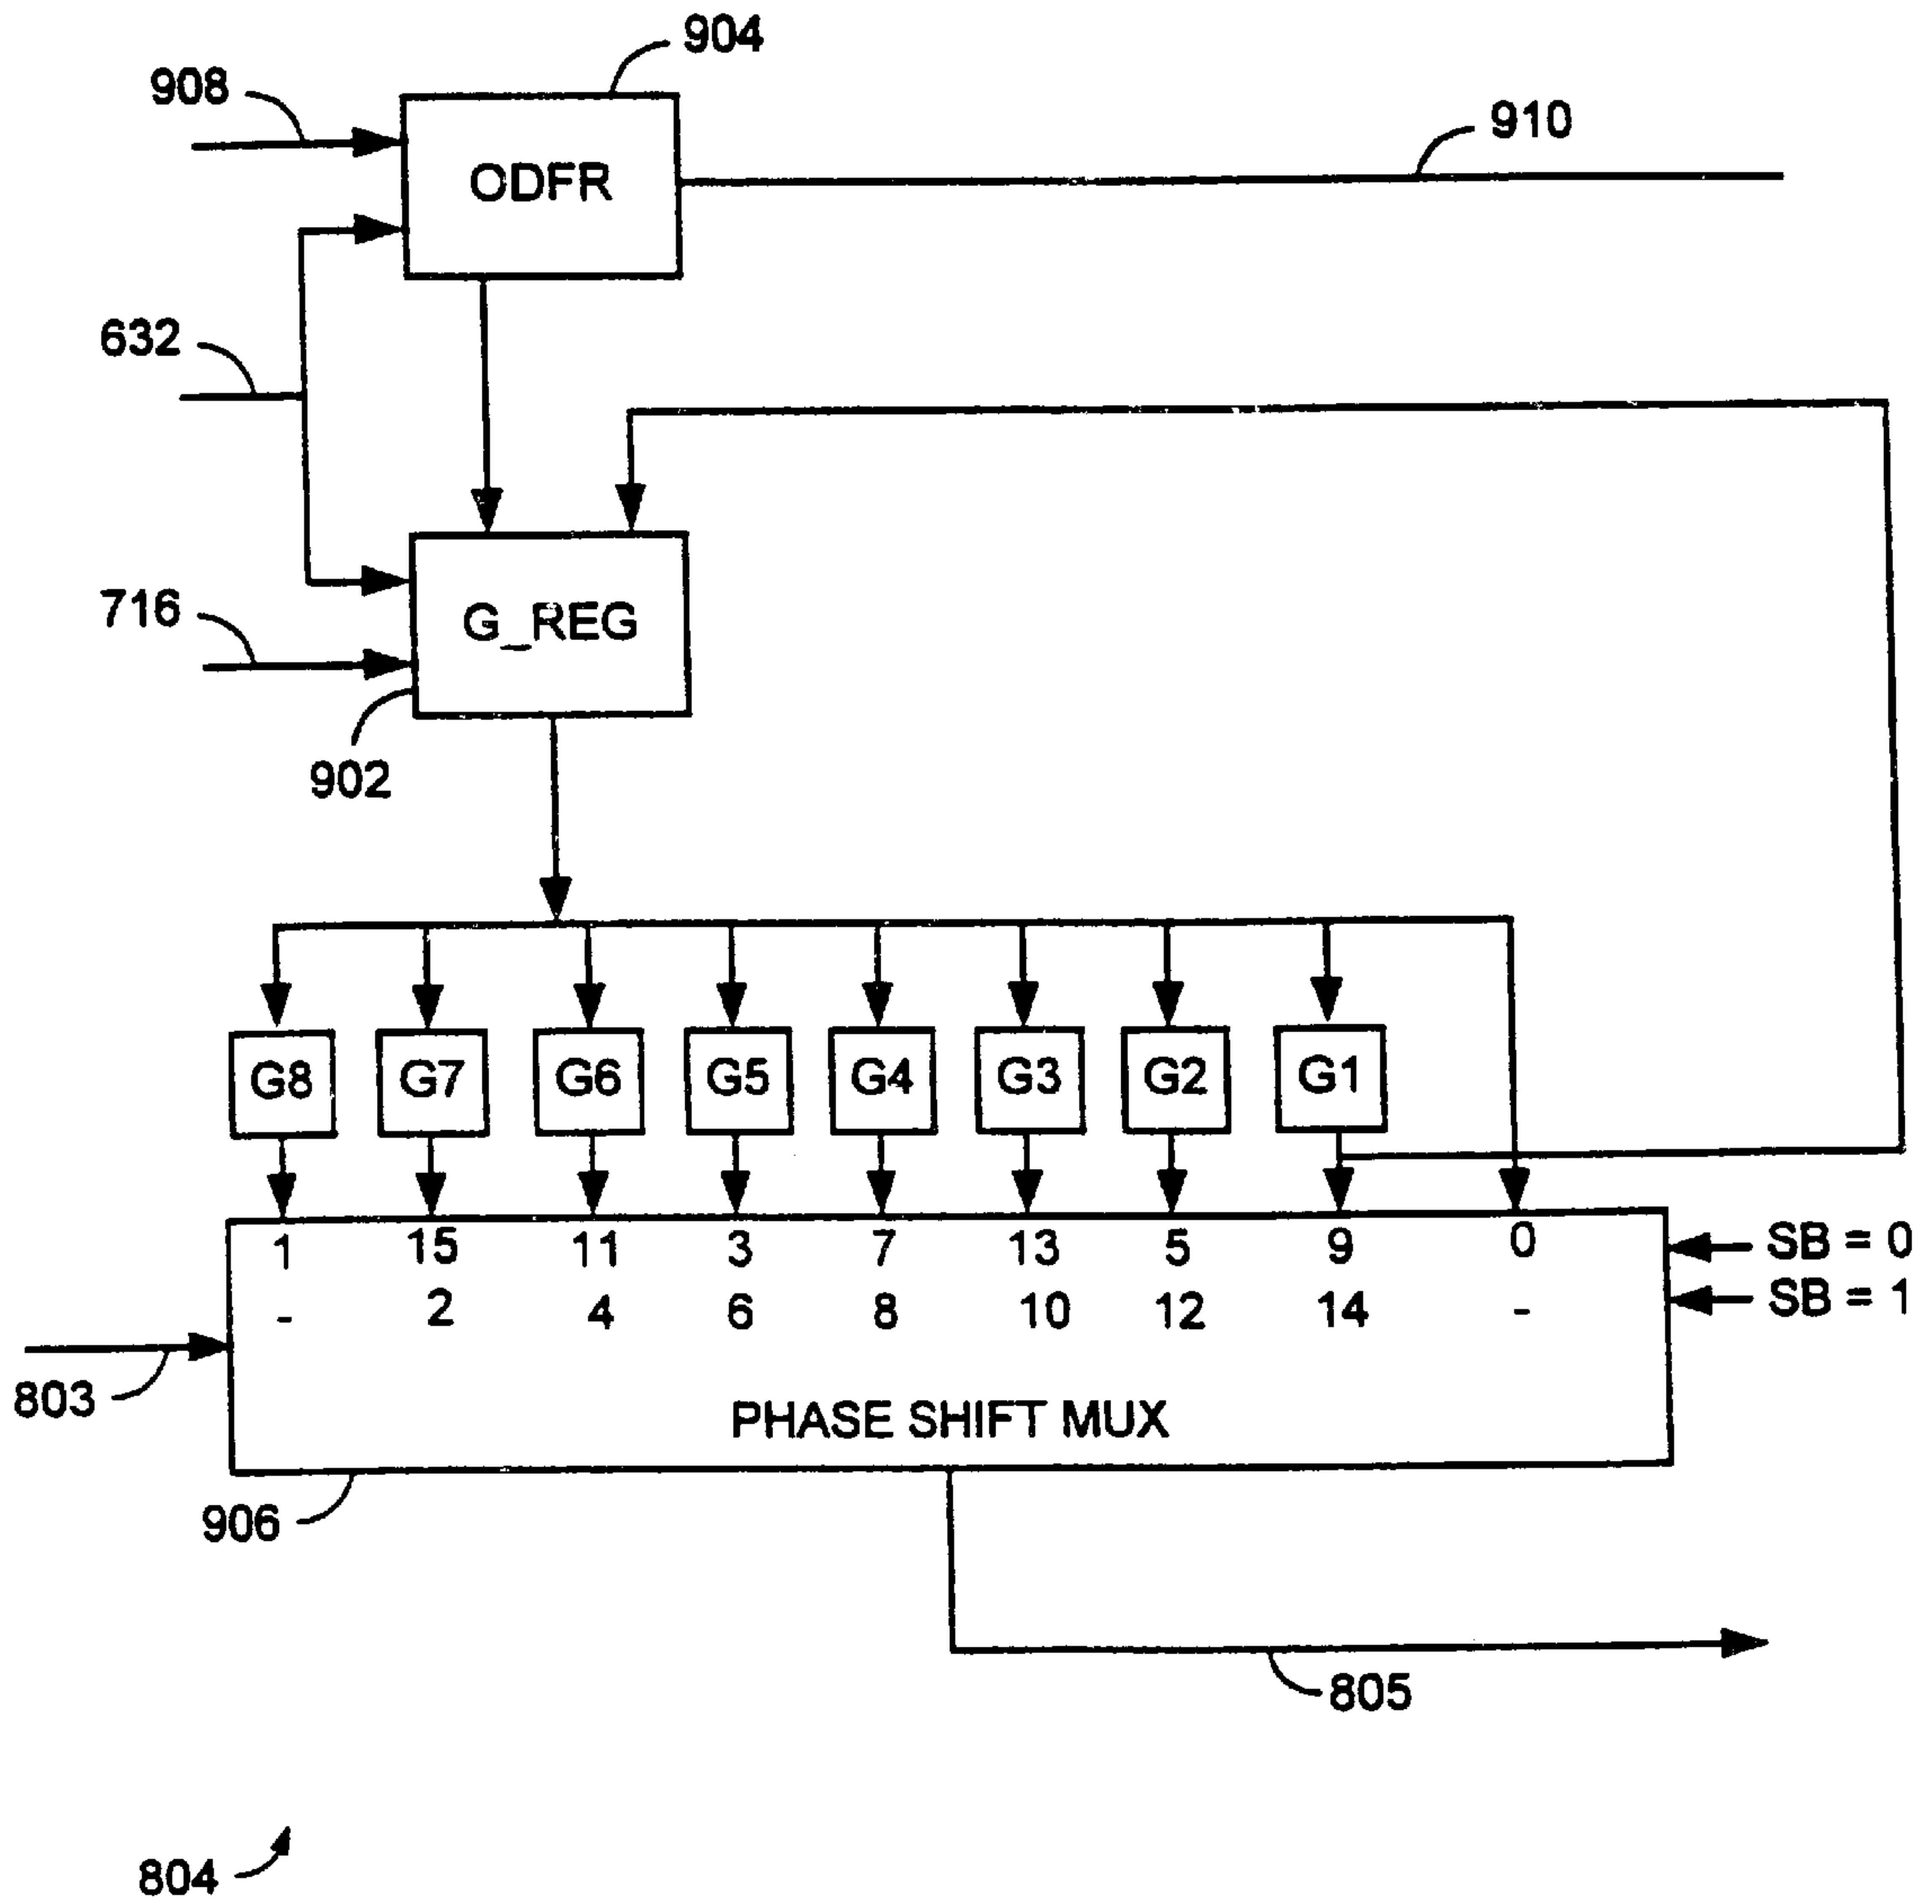 904
908
910
ODFR
632
716
G_REG
902
G8 G7 G6 G5 G4 G3 G2 G1
1 15 11 3 7 13 5 9 0 SB = 0
- 2 4 6 8 10 12 14 - SB = 1
803
PHASE SHIFT MUX
906
805
804